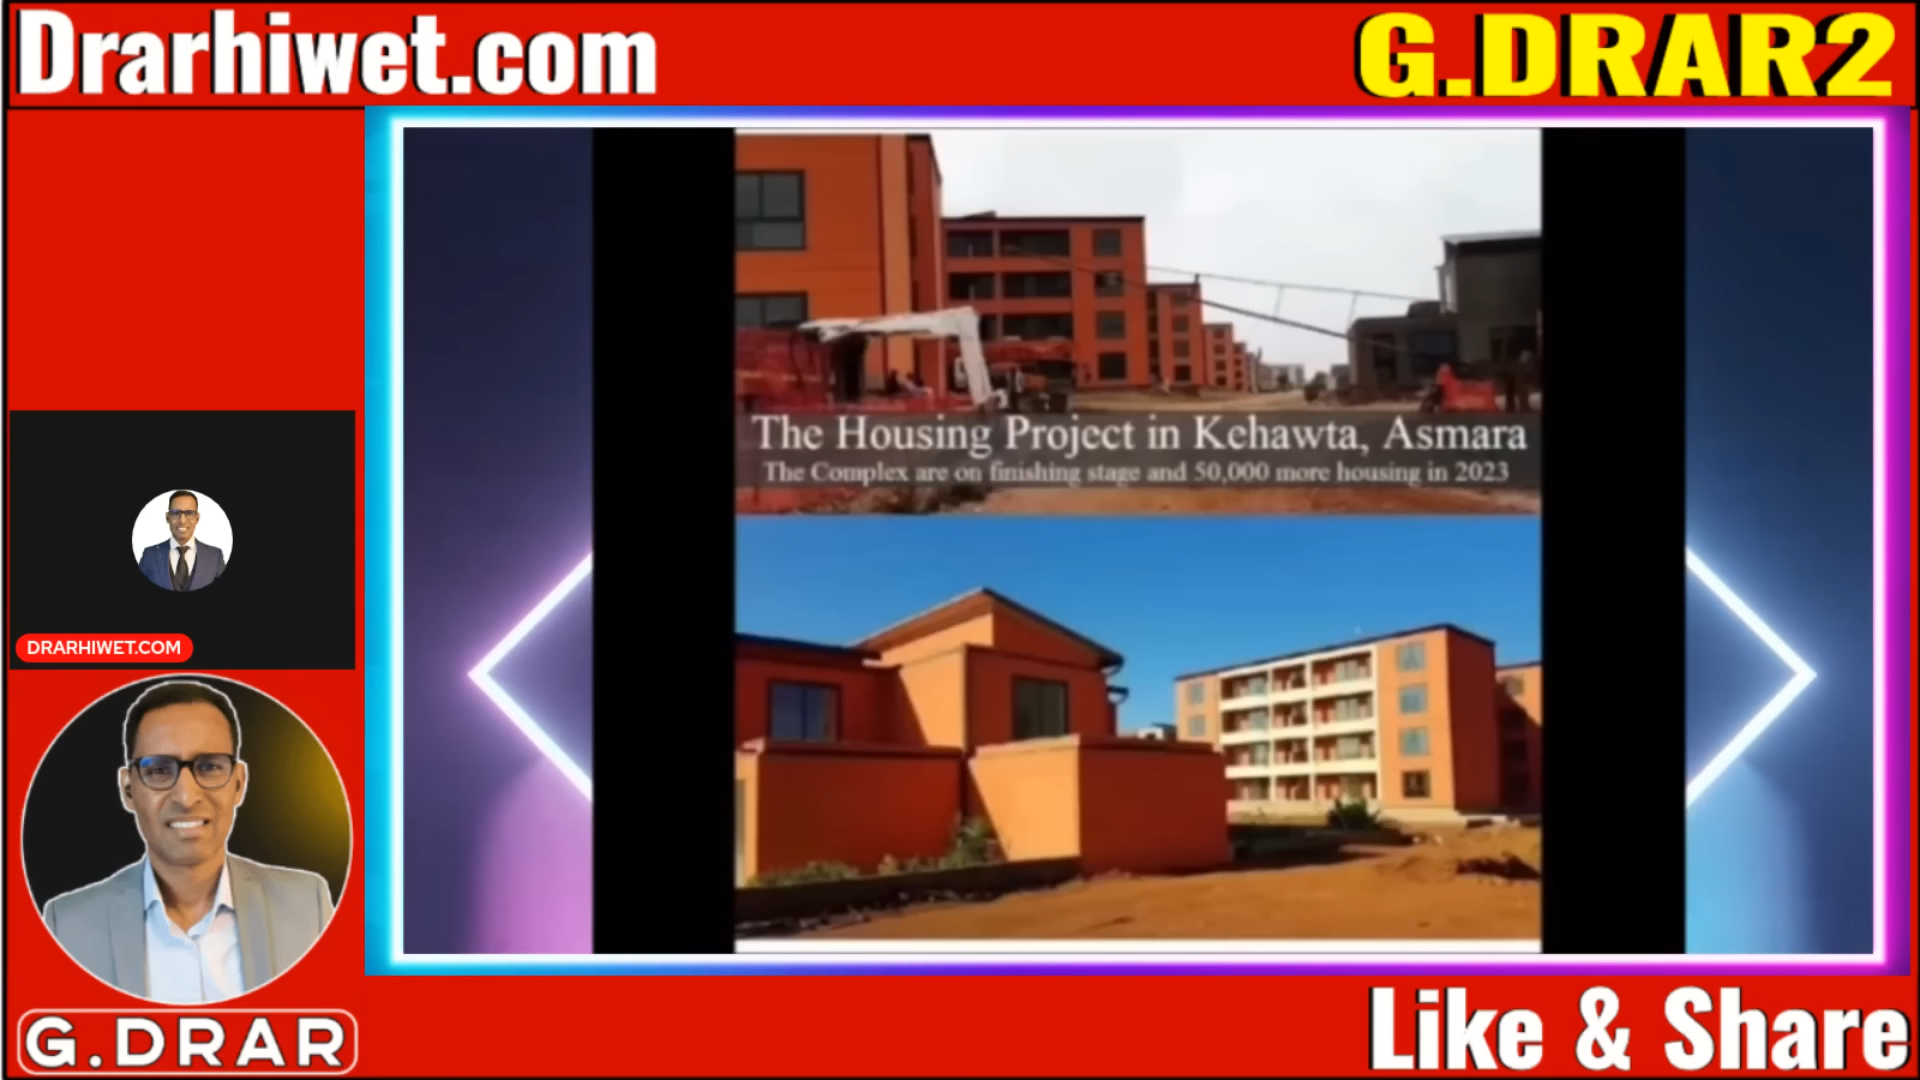 Drarhiwet.com
G.DRAR2
The Housing Project in Kehawta, Asmara
The Complex are on finishing stage and 50,000 more housing in 2023
DRARHIWET.COM
G.DRAR
Like & Share